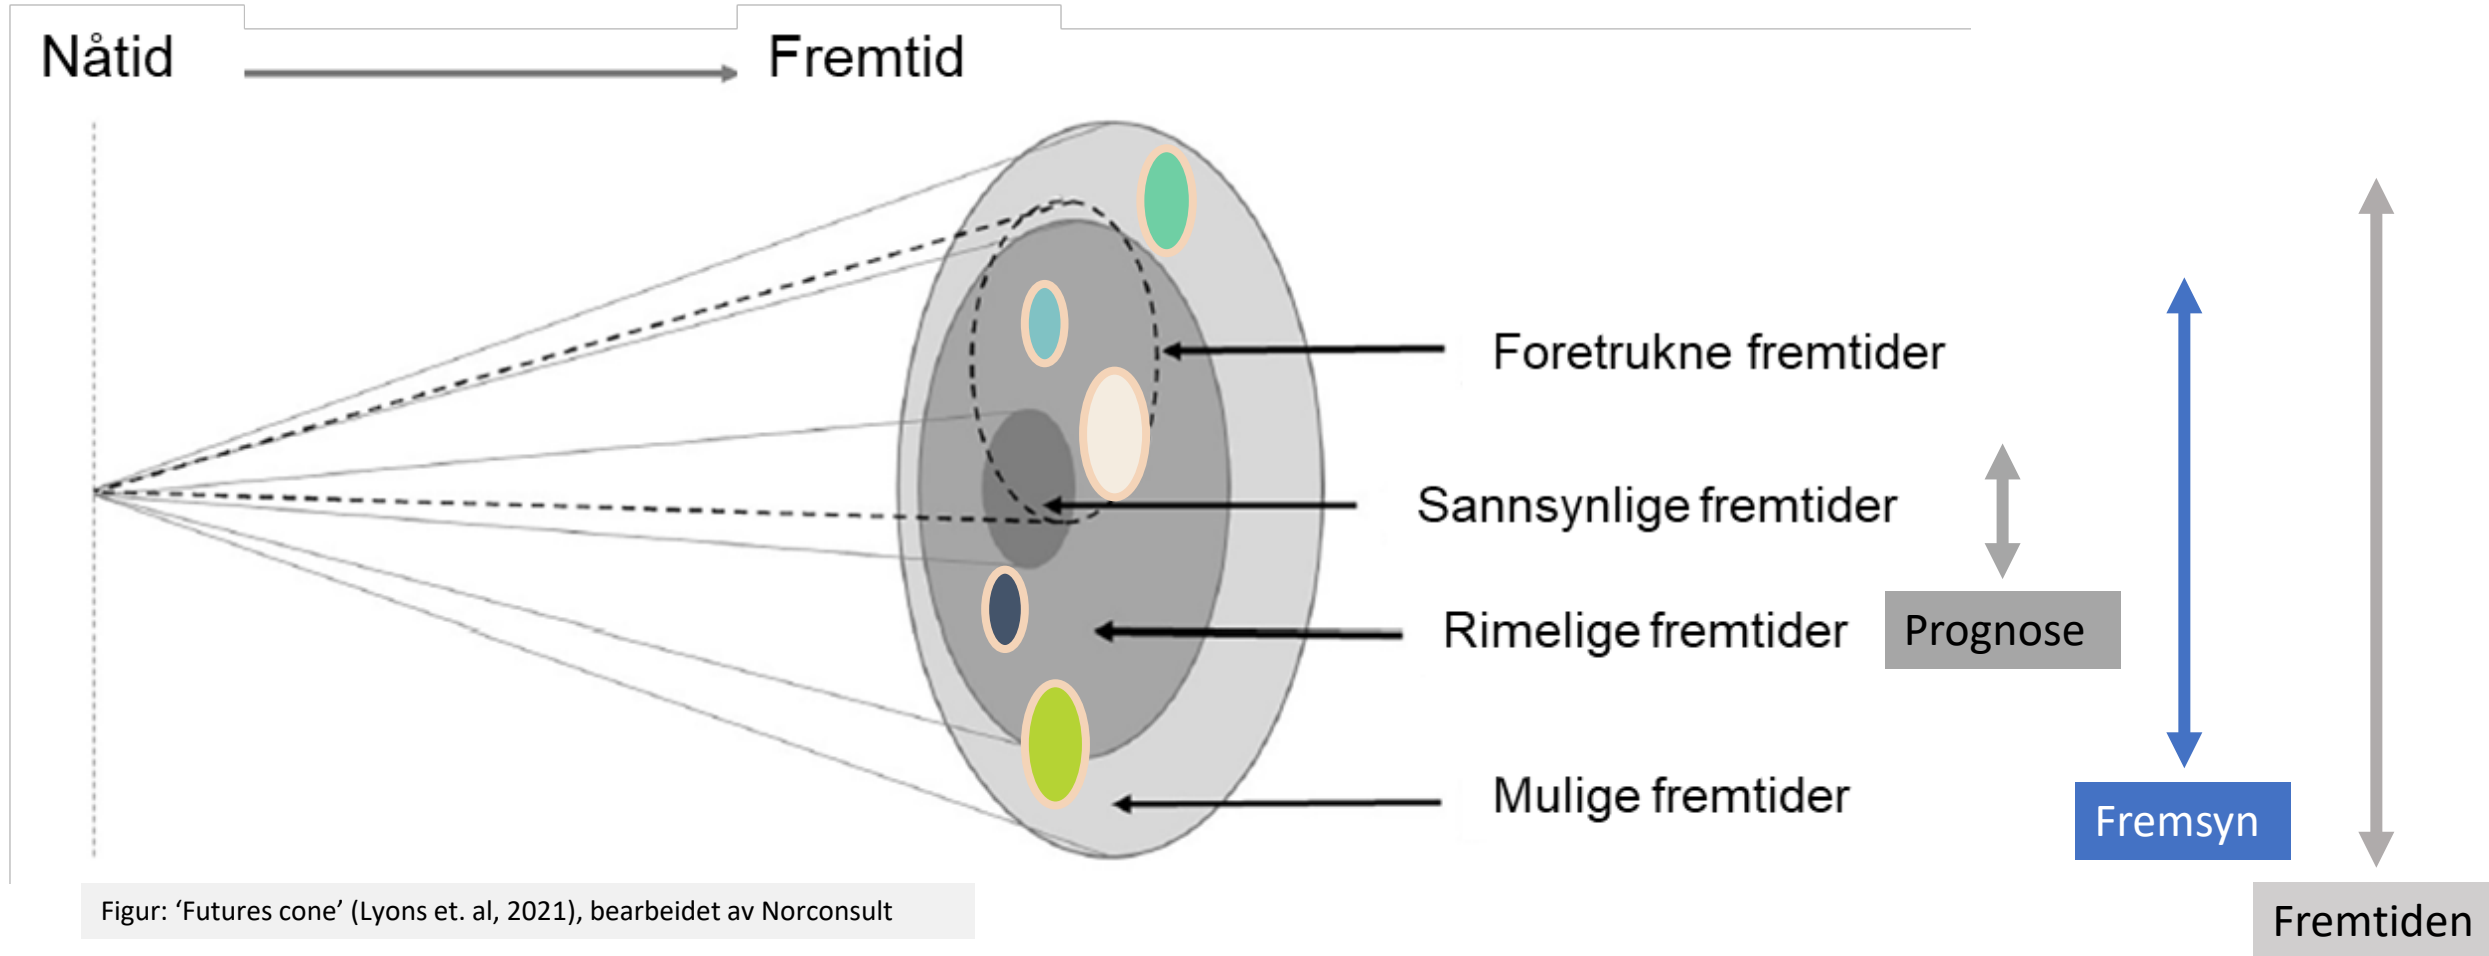 Nåtid
Fremtid
Foretrukne fremtider
Sannsynlige fremtider
Rimelige fremtider
Prognose
Mulige fremtider
Fremsyn
Fremtiden
Figur: ‘Futures cone’ (Lyons et. al, 2021), bearbeidet av Norconsult